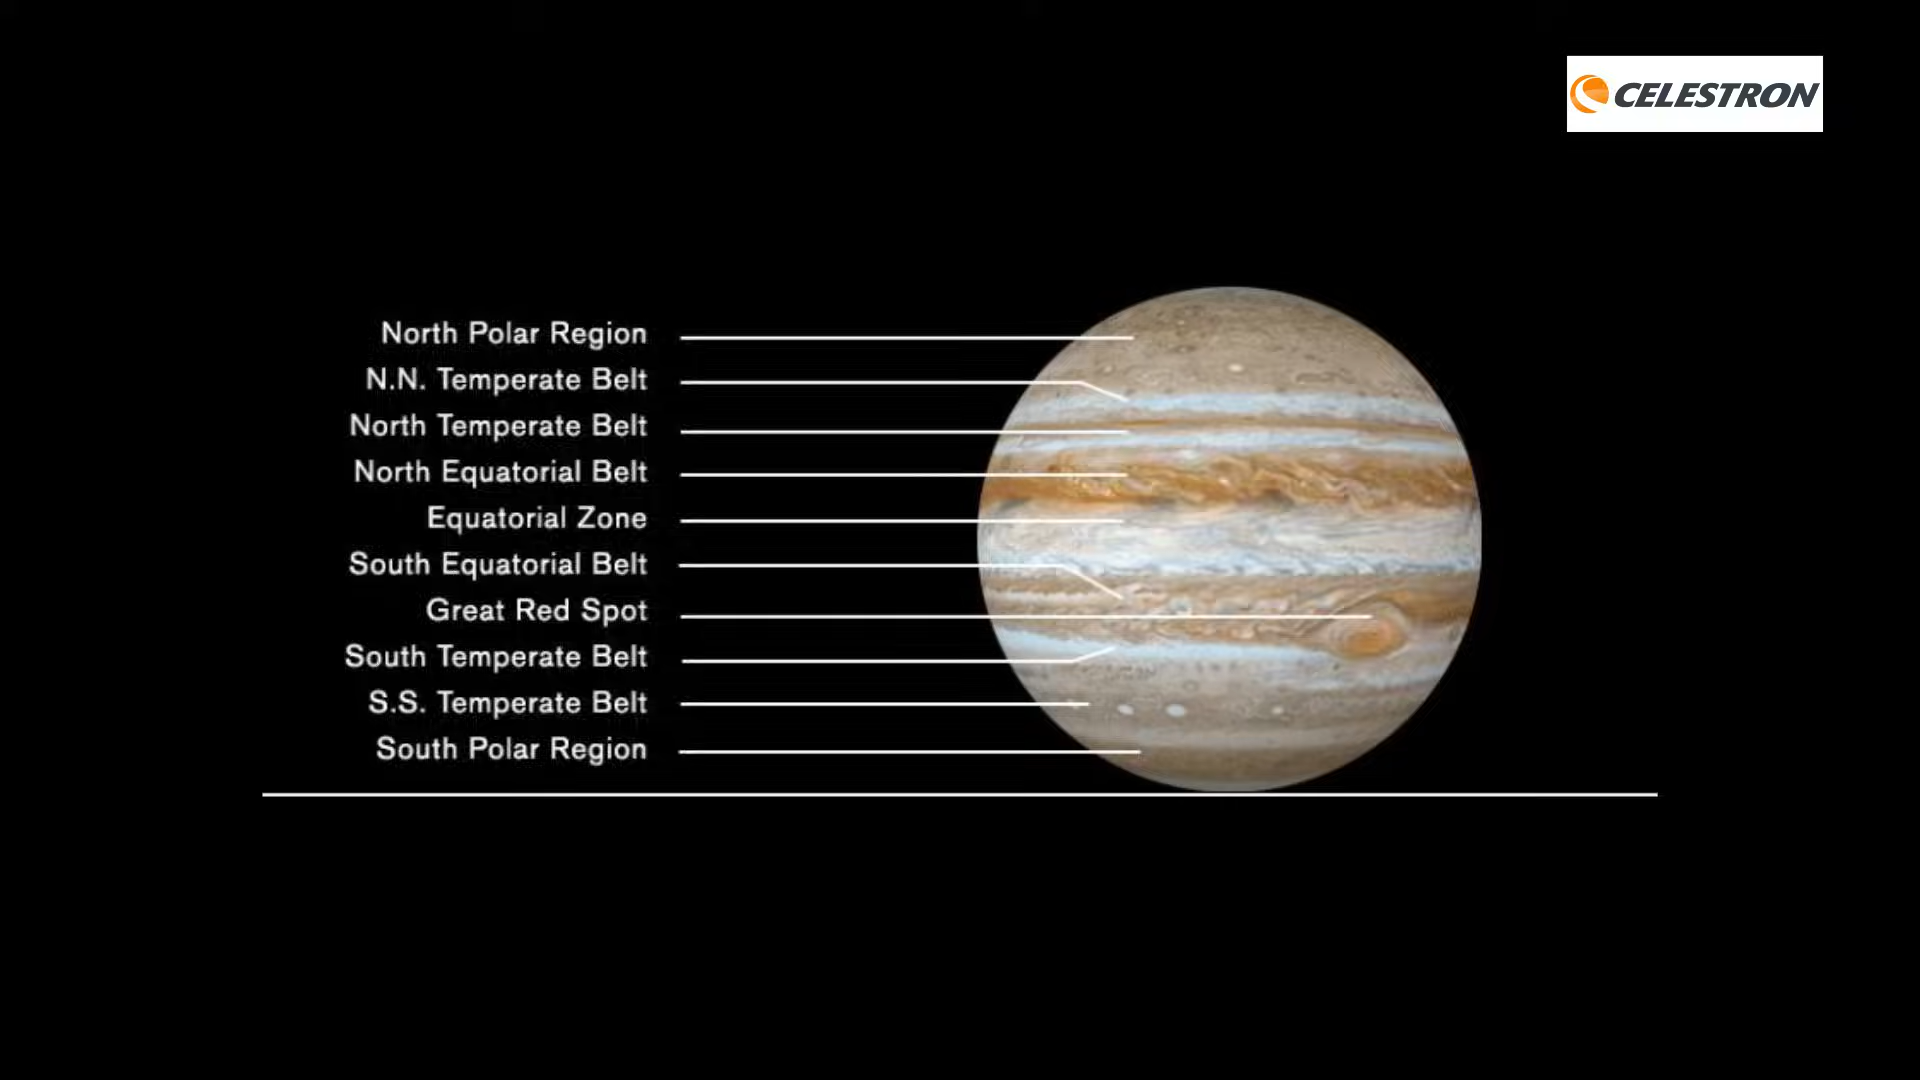 CELESTRON
North Polar Region
N.N. Temperate Belt
North Temperate Belt
North Equatorial Belt
Equatorial Zone
South Equatorial Belt
Great Red Spot
South Temperate Belt
S.S. Temperate Belt
South Polar Region